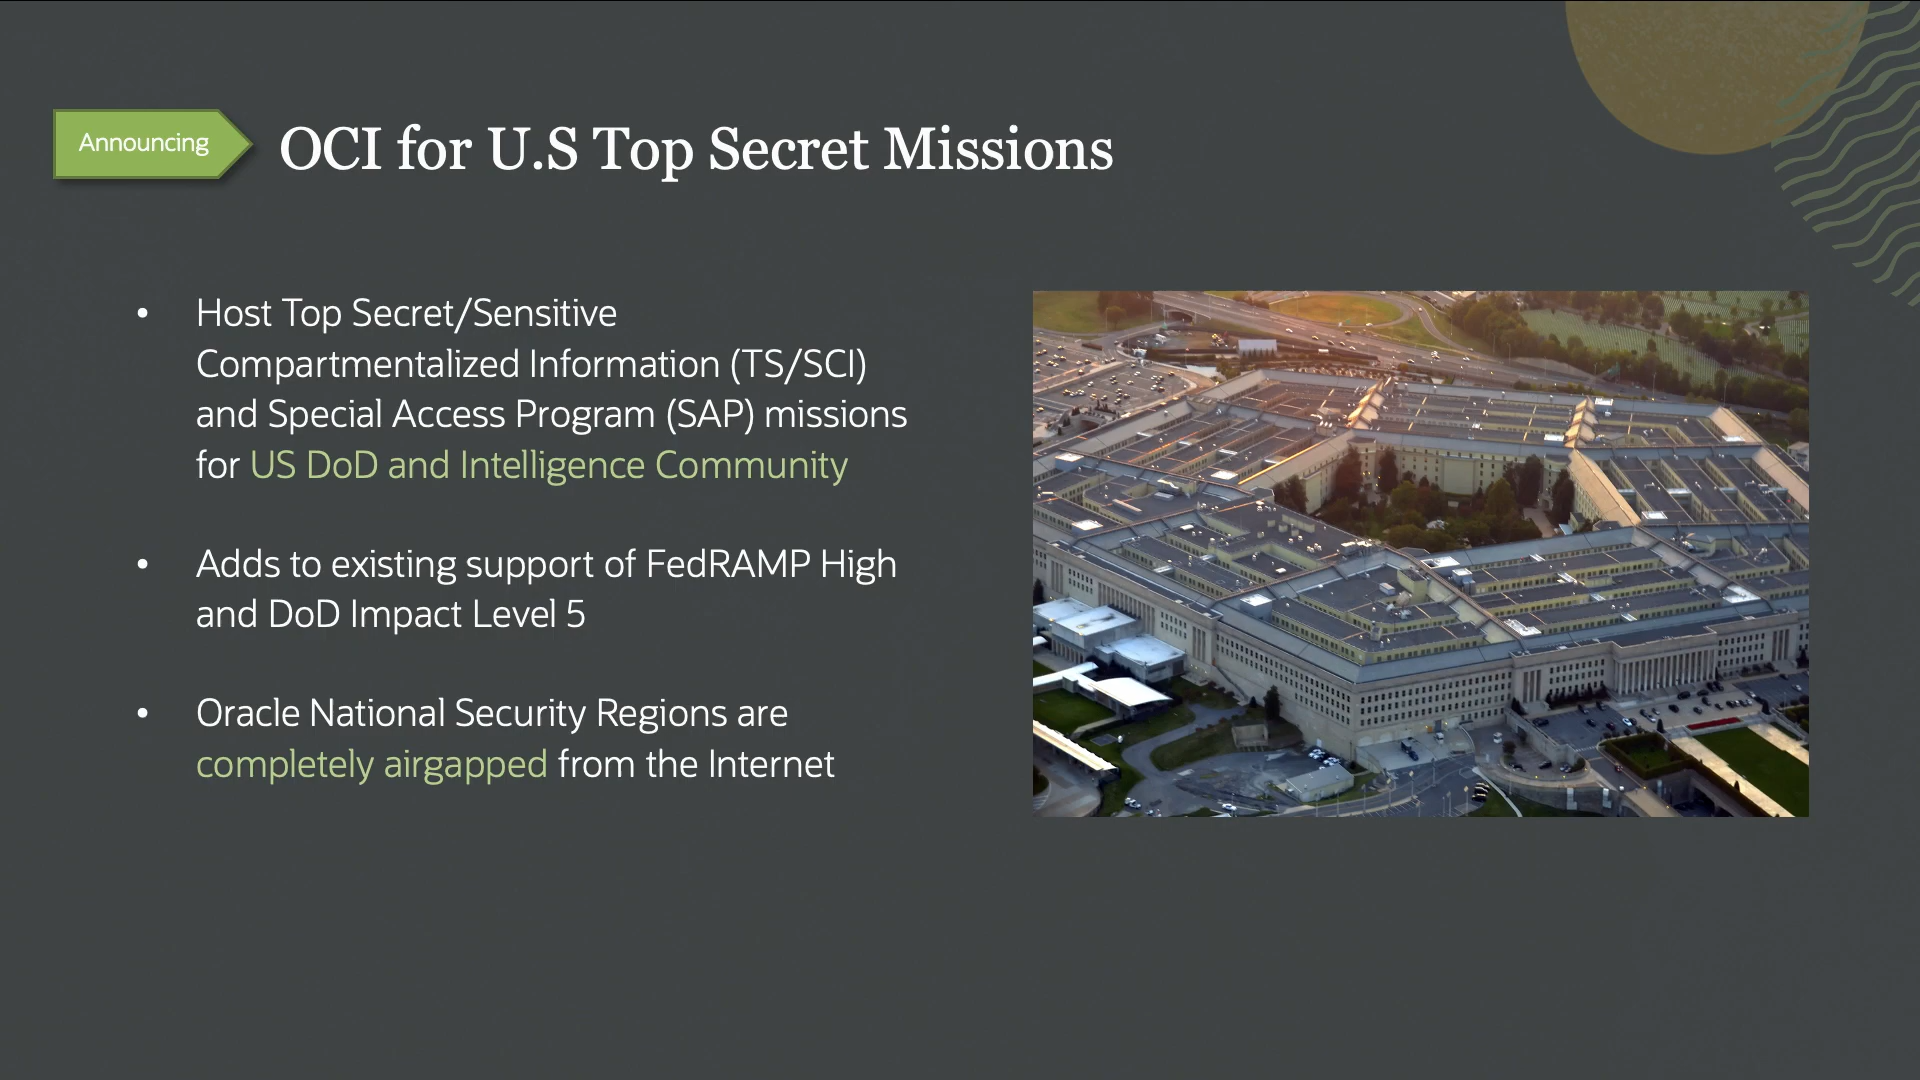 Announcing
OCI for U.S Top Secret Missions
• Host Top Secret/Sensitive
Compartmentalized Information (TS/SCI)
and Special Access Program (SAP) missions
for US DoD and Intelligence Community
• Adds to existing support of FedRAMP High
and DoD Impact Level 5
• Oracle National Security Regions are
completely airgapped from the Internet